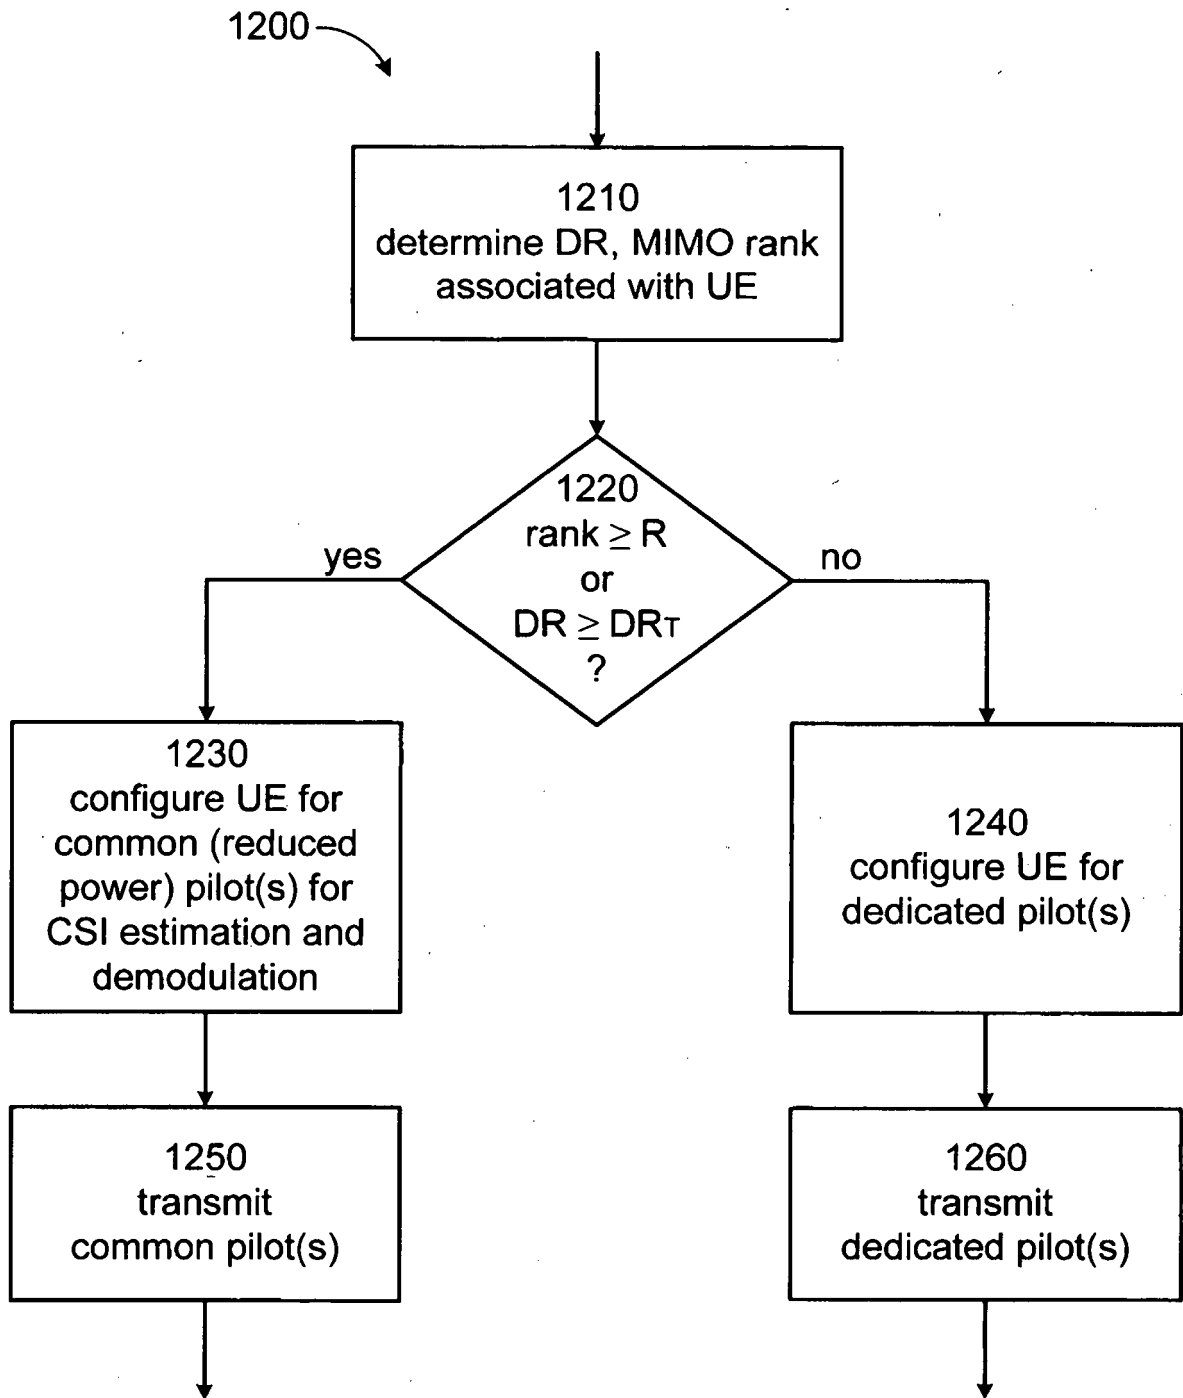 1200
1210
determine DR, MIMO rank
associated with UE
1220
rank ≥ R
or
DR ≥ DRT
?
yes
no
1230
configure UE for
common (reduced
power) pilot(s) for
CSI estimation and
demodulation
1240
configure UE for
dedicated pilot(s)
1250
transmit
common pilot(s)
1260
transmit
dedicated pilot(s)